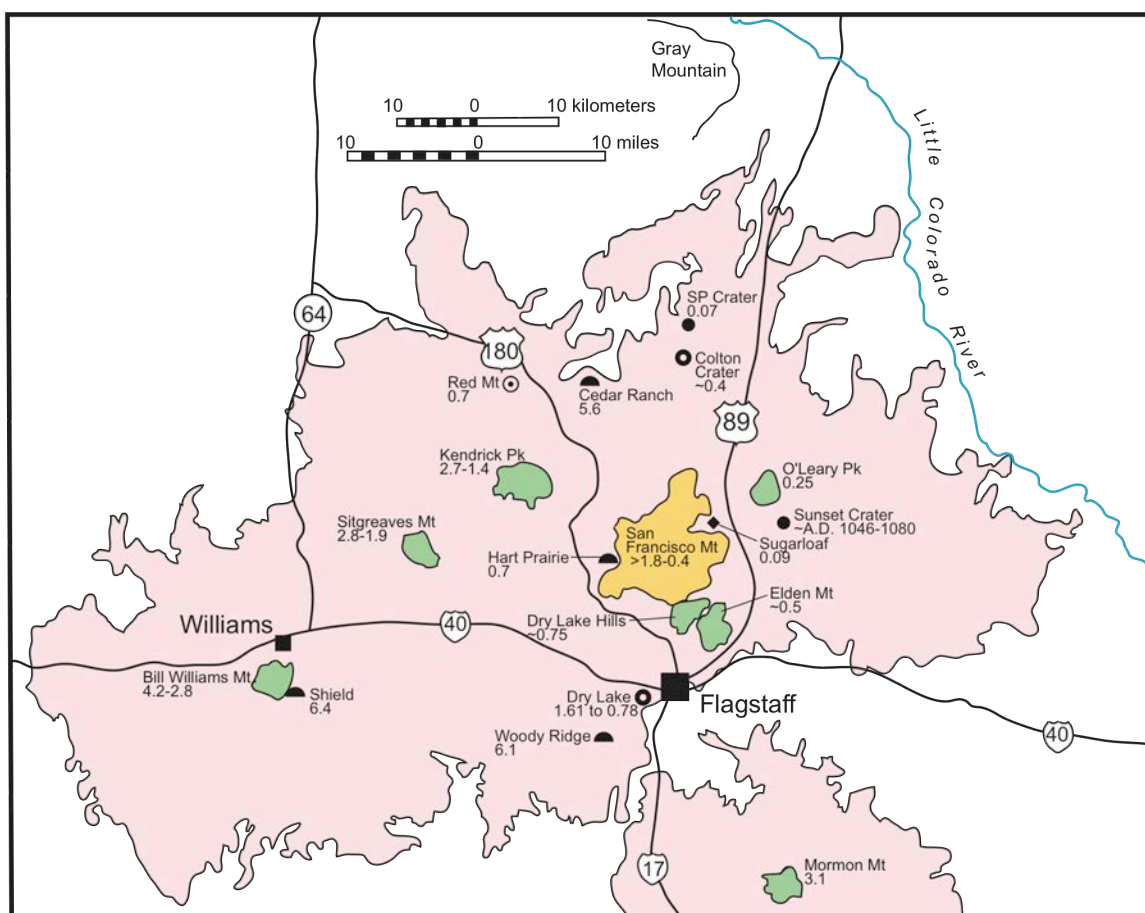 Gray
Mountain
10 0 10 kilometers
10 0 10 miles
Little Colorado River
SP Crater
0.07
64
180
Colton
Crater
~0.4
Red Mt
0.7
Cedar Ranch
5.6
89
Kendrick Pk
2.7-1.4
O'Leary Pk
0.25
Sitgreaves Mt
2.8-1.9
San
Francisco Mt
>1.8-0.4
Sunset Crater
~A.D. 1046-1080
Sugarloaf
0.09
Hart Prairie
0.7
Elden Mt
~0.5
Dry Lake Hills
~0.75
Williams
40
Bill Williams Mt
4.2-2.8
Shield
6.4
Dry Lake
1.61 to 0.78
Flagstaff
Woody Ridge
6.1
40
17
Mormon Mt
3.1